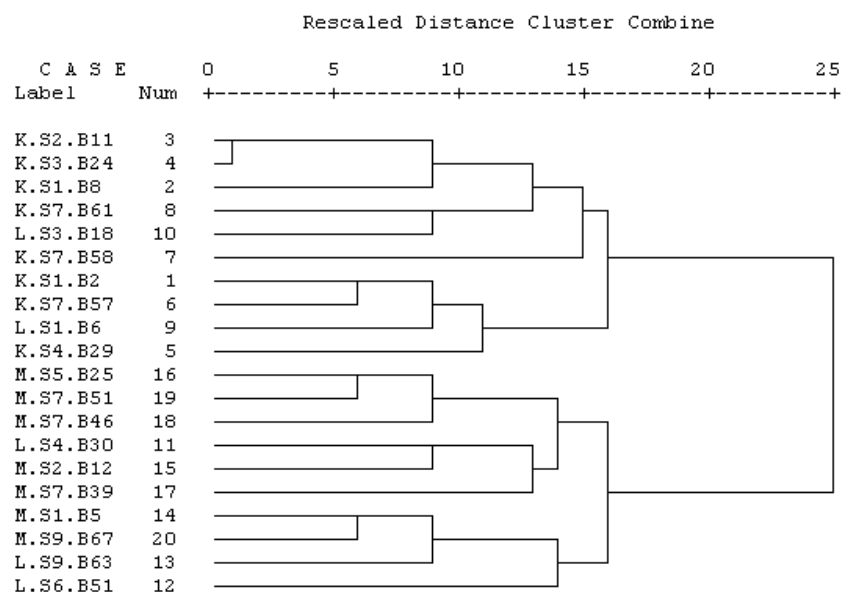 Rescaled Distance Cluster Combine
C A S E 0 5 10 15 20 25
Label Num +---------+---------+---------+---------+---------+
K.S2.B11 3
K.S3.B24 4
K.S1.B8 2
K.S7.B61 8
L.S3.B18 10
K.S7.B58 7
K.S1.B2 1
K.S7.B57 6
L.S1.B6 9
K.S4.B29 5
M.S5.B25 16
M.S7.B51 19
M.S7.B46 18
L.S4.B30 11
M.S2.B12 15
M.S7.B39 17
M.S1.B5 14
M.S9.B67 20
L.S9.B63 13
L.S6.B51 12